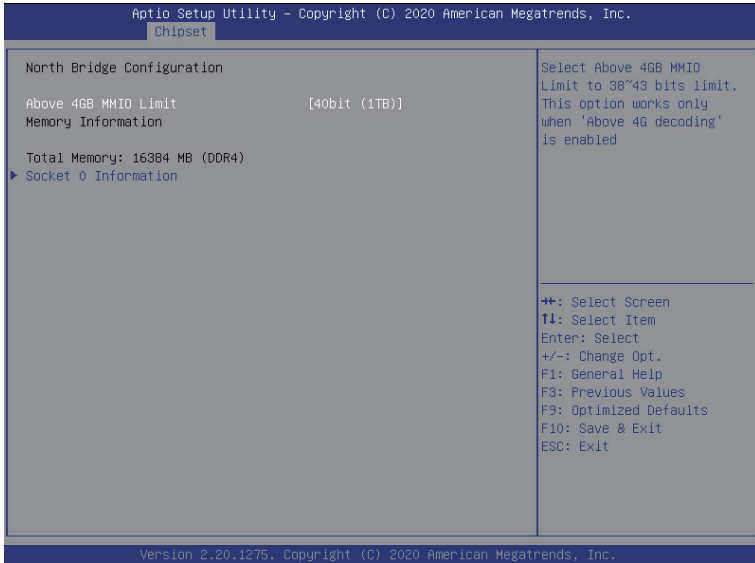 Aptio Setup Utility – Copyright (C) 2020 American Megatrends, Inc.
Chipset
North Bridge Configuration
Above 4GB MMIO Limit [40bit (1TB)]
Memory Information
Total Memory: 16384 MB (DDR4)
▶ Socket 0 Information
Select Above 4GB MMIO
Limit to 38~43 bits limit.
This option works only
when 'Above 4G decoding'
is enabled
→←: Select Screen
↑↓: Select Item
Enter: Select
+/-: Change Opt.
F1: General Help
F3: Previous Values
F9: Optimized Defaults
F10: Save & Exit
ESC: Exit
Version 2.20.1275. Copyright (C) 2020 American Megatrends, Inc.